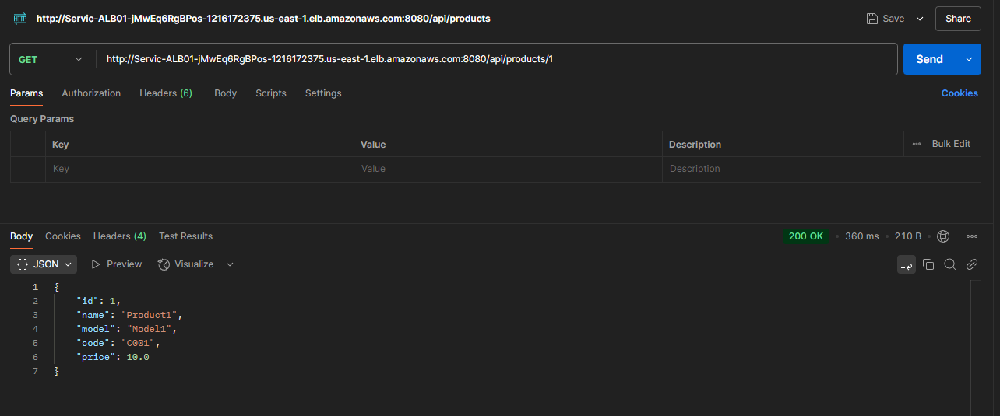 HTTP http://Servic-ALB01-jMwEq6RgBPos-1216172375.us-east-1.elb.amazonaws.com:8080/api/products Save Share
GET http://Servic-ALB01-jMwEq6RgBPos-1216172375.us-east-1.elb.amazonaws.com:8080/api/products/1 Send
Params Authorization Headers (6) Body Scripts Settings Cookies
Query Params
Key Value Description ••• Bulk Edit
Key Value Description
Body Cookies Headers (4) Test Results 200 OK • 360 ms • 210 B •
{} JSON Preview Visualize
1 {
2 "id": 1,
3 "name": "Product1",
4 "model": "Model1",
5 "code": "C001",
6 "price": 10.0
7 }